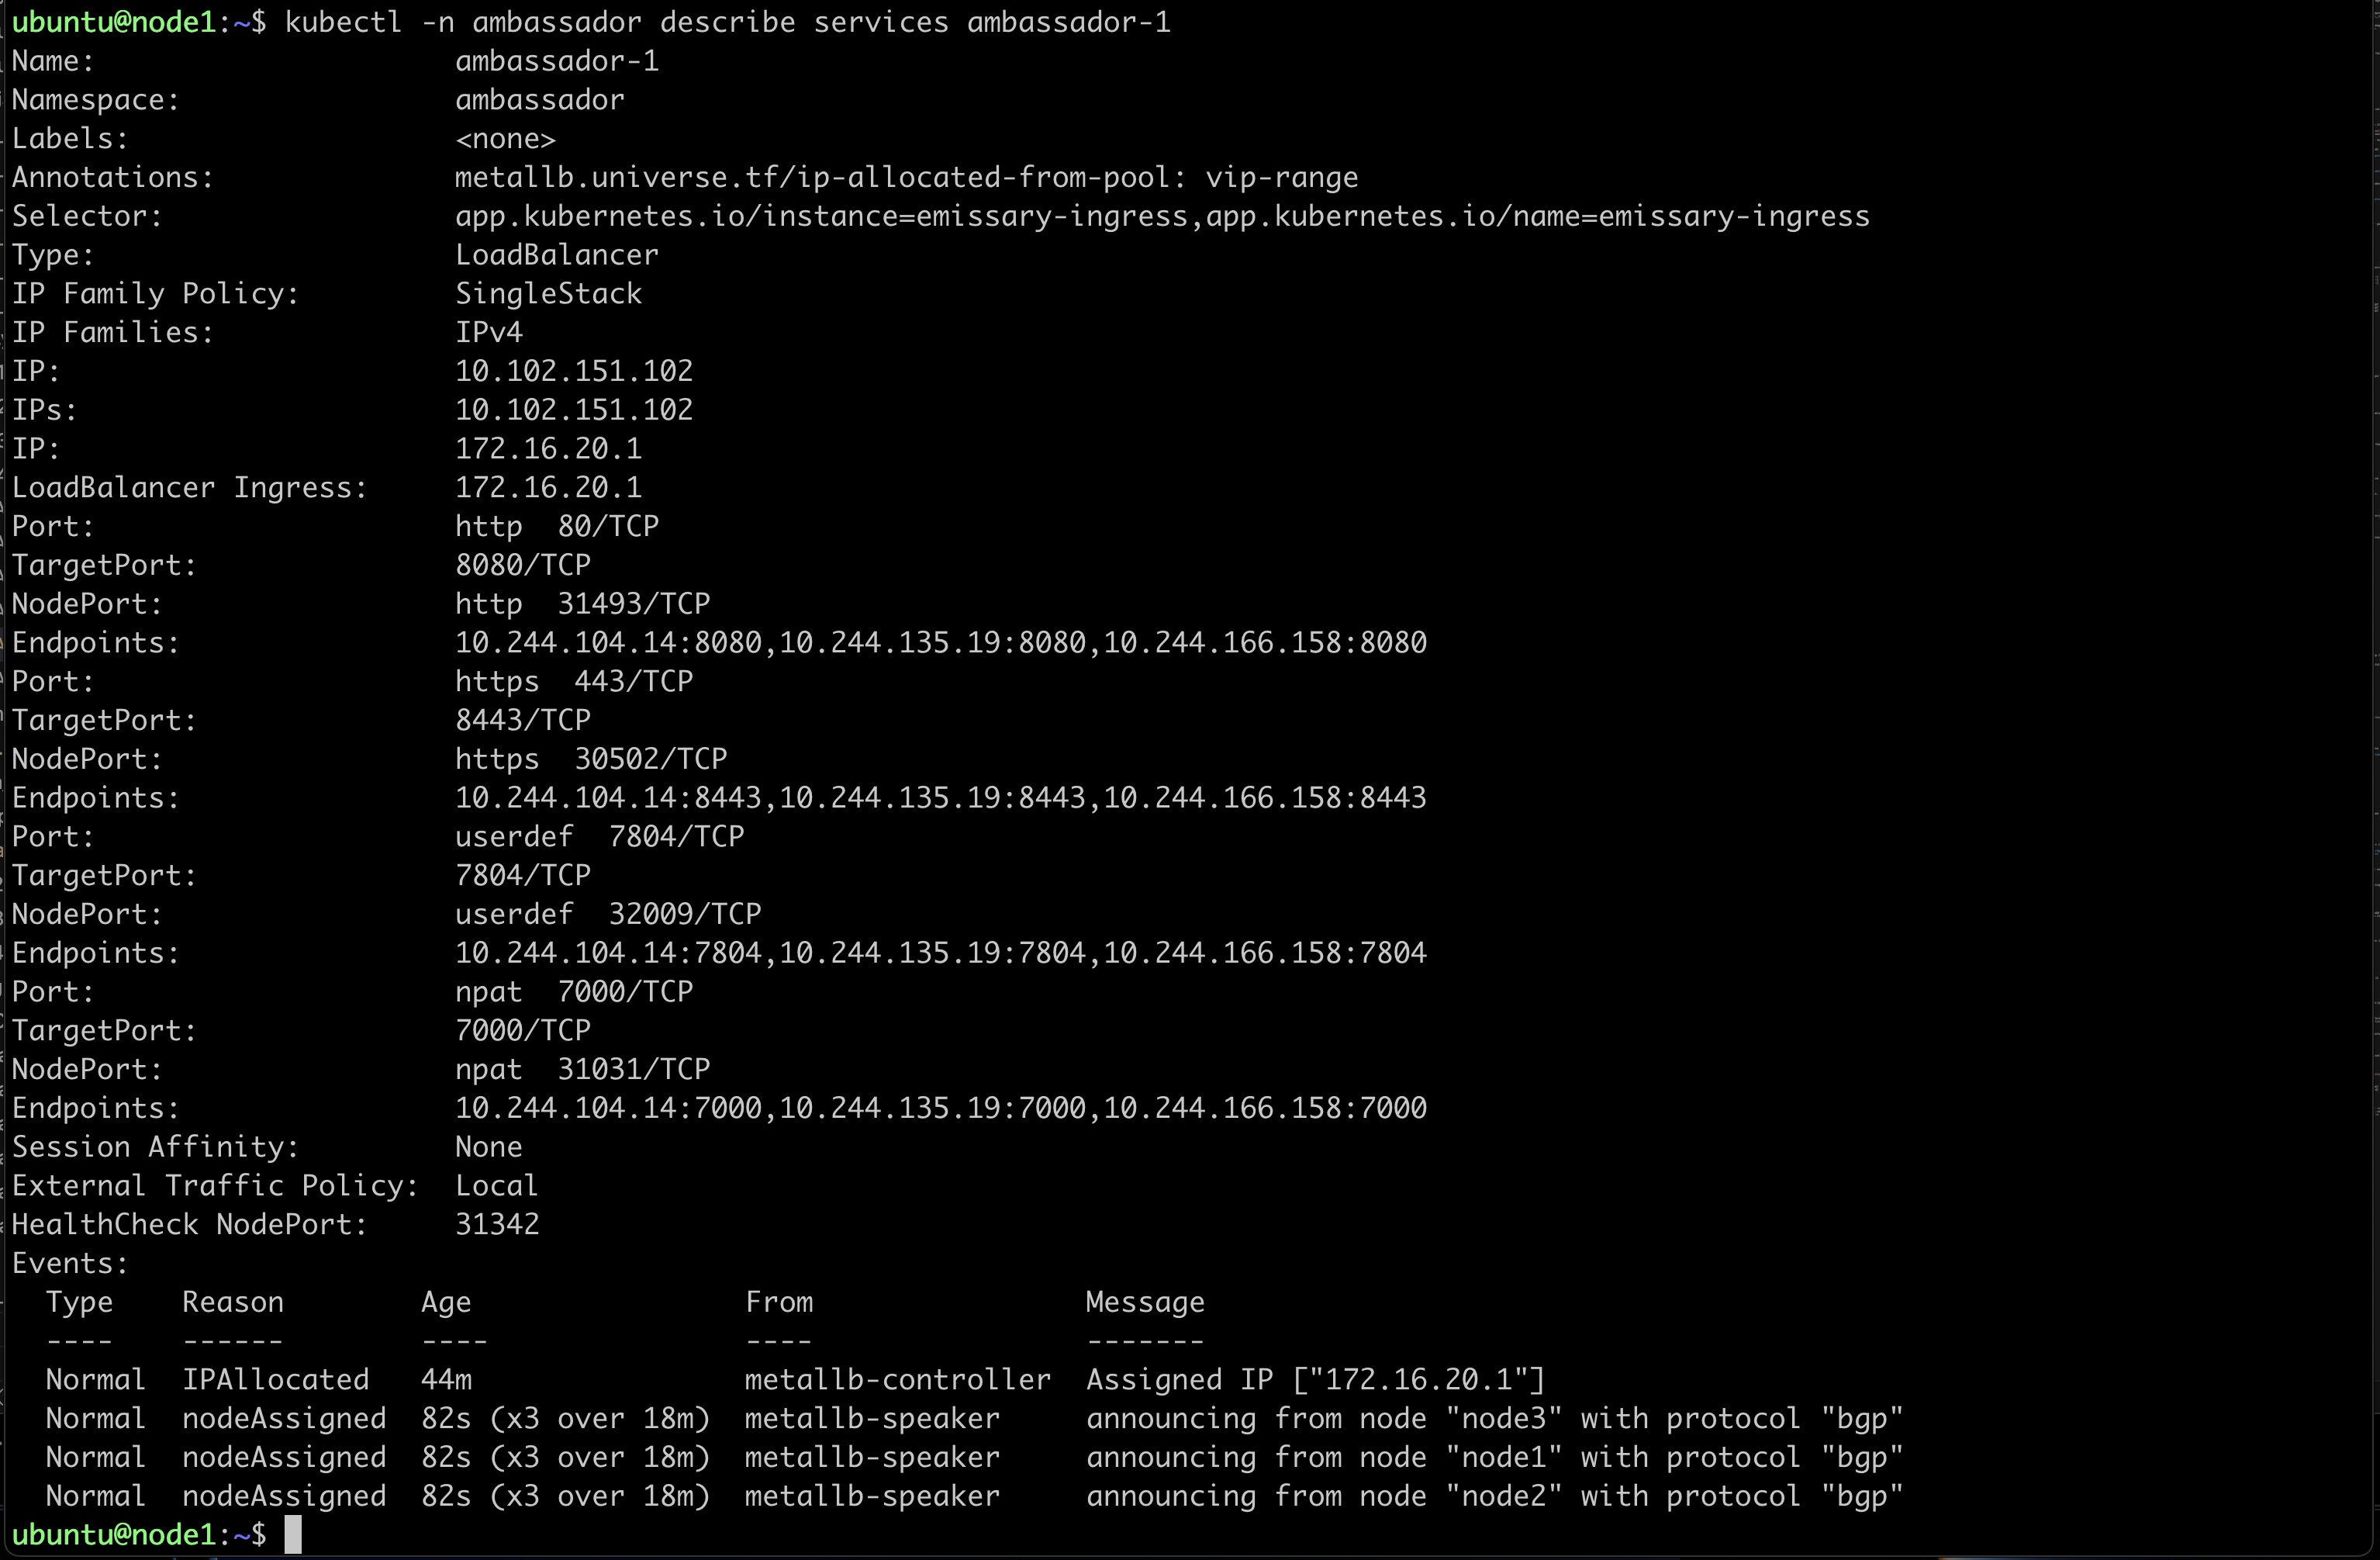 ubuntu@node1:~$ kubectl -n ambassador describe services ambassador-1
Name:                     ambassador-1
Namespace:                ambassador
Labels:                   <none>
Annotations:              metallb.universe.tf/ip-allocated-from-pool: vip-range
Selector:                 app.kubernetes.io/instance=emissary-ingress,app.kubernetes.io/name=emissary-ingress
Type:                     LoadBalancer
IP Family Policy:         SingleStack
IP Families:              IPv4
IP:                       10.102.151.102
IPs:                      10.102.151.102
IP:                       172.16.20.1
LoadBalancer Ingress:     172.16.20.1
Port:                     http  80/TCP
TargetPort:               8080/TCP
NodePort:                 http  31493/TCP
Endpoints:                10.244.104.14:8080,10.244.135.19:8080,10.244.166.158:8080
Port:                     https  443/TCP
TargetPort:               8443/TCP
NodePort:                 https  30502/TCP
Endpoints:                10.244.104.14:8443,10.244.135.19:8443,10.244.166.158:8443
Port:                     userdef  7804/TCP
TargetPort:               7804/TCP
NodePort:                 userdef  32009/TCP
Endpoints:                10.244.104.14:7804,10.244.135.19:7804,10.244.166.158:7804
Port:                     npat  7000/TCP
TargetPort:               7000/TCP
NodePort:                 npat  31031/TCP
Endpoints:                10.244.104.14:7000,10.244.135.19:7000,10.244.166.158:7000
Session Affinity:         None
External Traffic Policy:  Local
HealthCheck NodePort:     31342
Events:
  Type    Reason        Age                From                Message
  ----    ------        ----               ----                -------
  Normal  IPAllocated   44m                metallb-controller  Assigned IP ["172.16.20.1"]
  Normal  nodeAssigned  82s (x3 over 18m)  metallb-speaker     announcing from node "node3" with protocol "bgp"
  Normal  nodeAssigned  82s (x3 over 18m)  metallb-speaker     announcing from node "node1" with protocol "bgp"
  Normal  nodeAssigned  82s (x3 over 18m)  metallb-speaker     announcing from node "node2" with protocol "bgp"
ubuntu@node1:~$